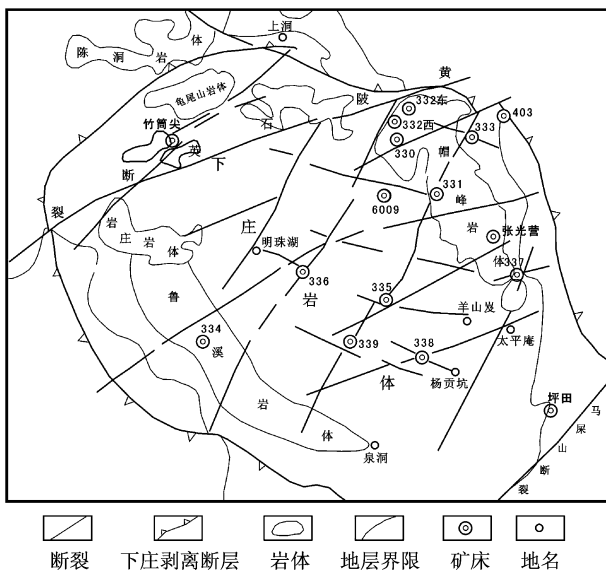 上洞
陈洞岩体
龟尾山岩体
黄陂断裂
332东
332西
403
竹筒尖
石英
330
333
帽峰岩体
331
下庄岩体
6009
张光营
岩庄岩体
明珠湖
336
337
335
羊山岌
鲁溪岩体
334
339
338
太平庵
杨贡坑
坪田
马屎山断裂
泉洞
断裂
下庄剥离断层
岩体
地层界限
矿床
地名